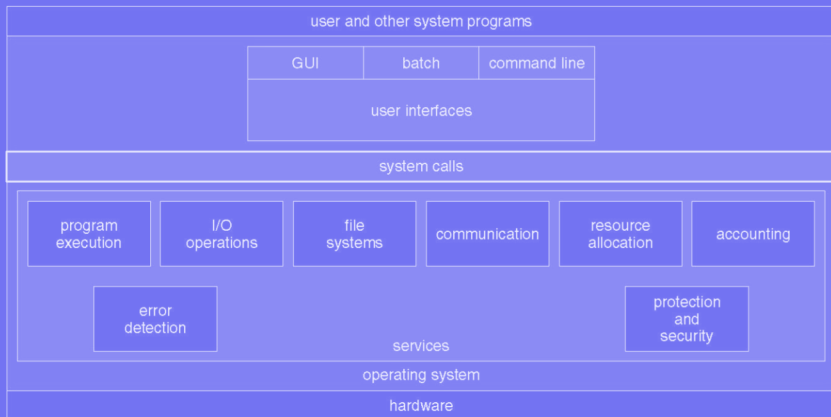 user and other system programs
GUI batch command line
user interfaces
system calls
program execution
I/O operations
file systems
communication
resource allocation
accounting
error detection
protection and security
services
operating system
hardware